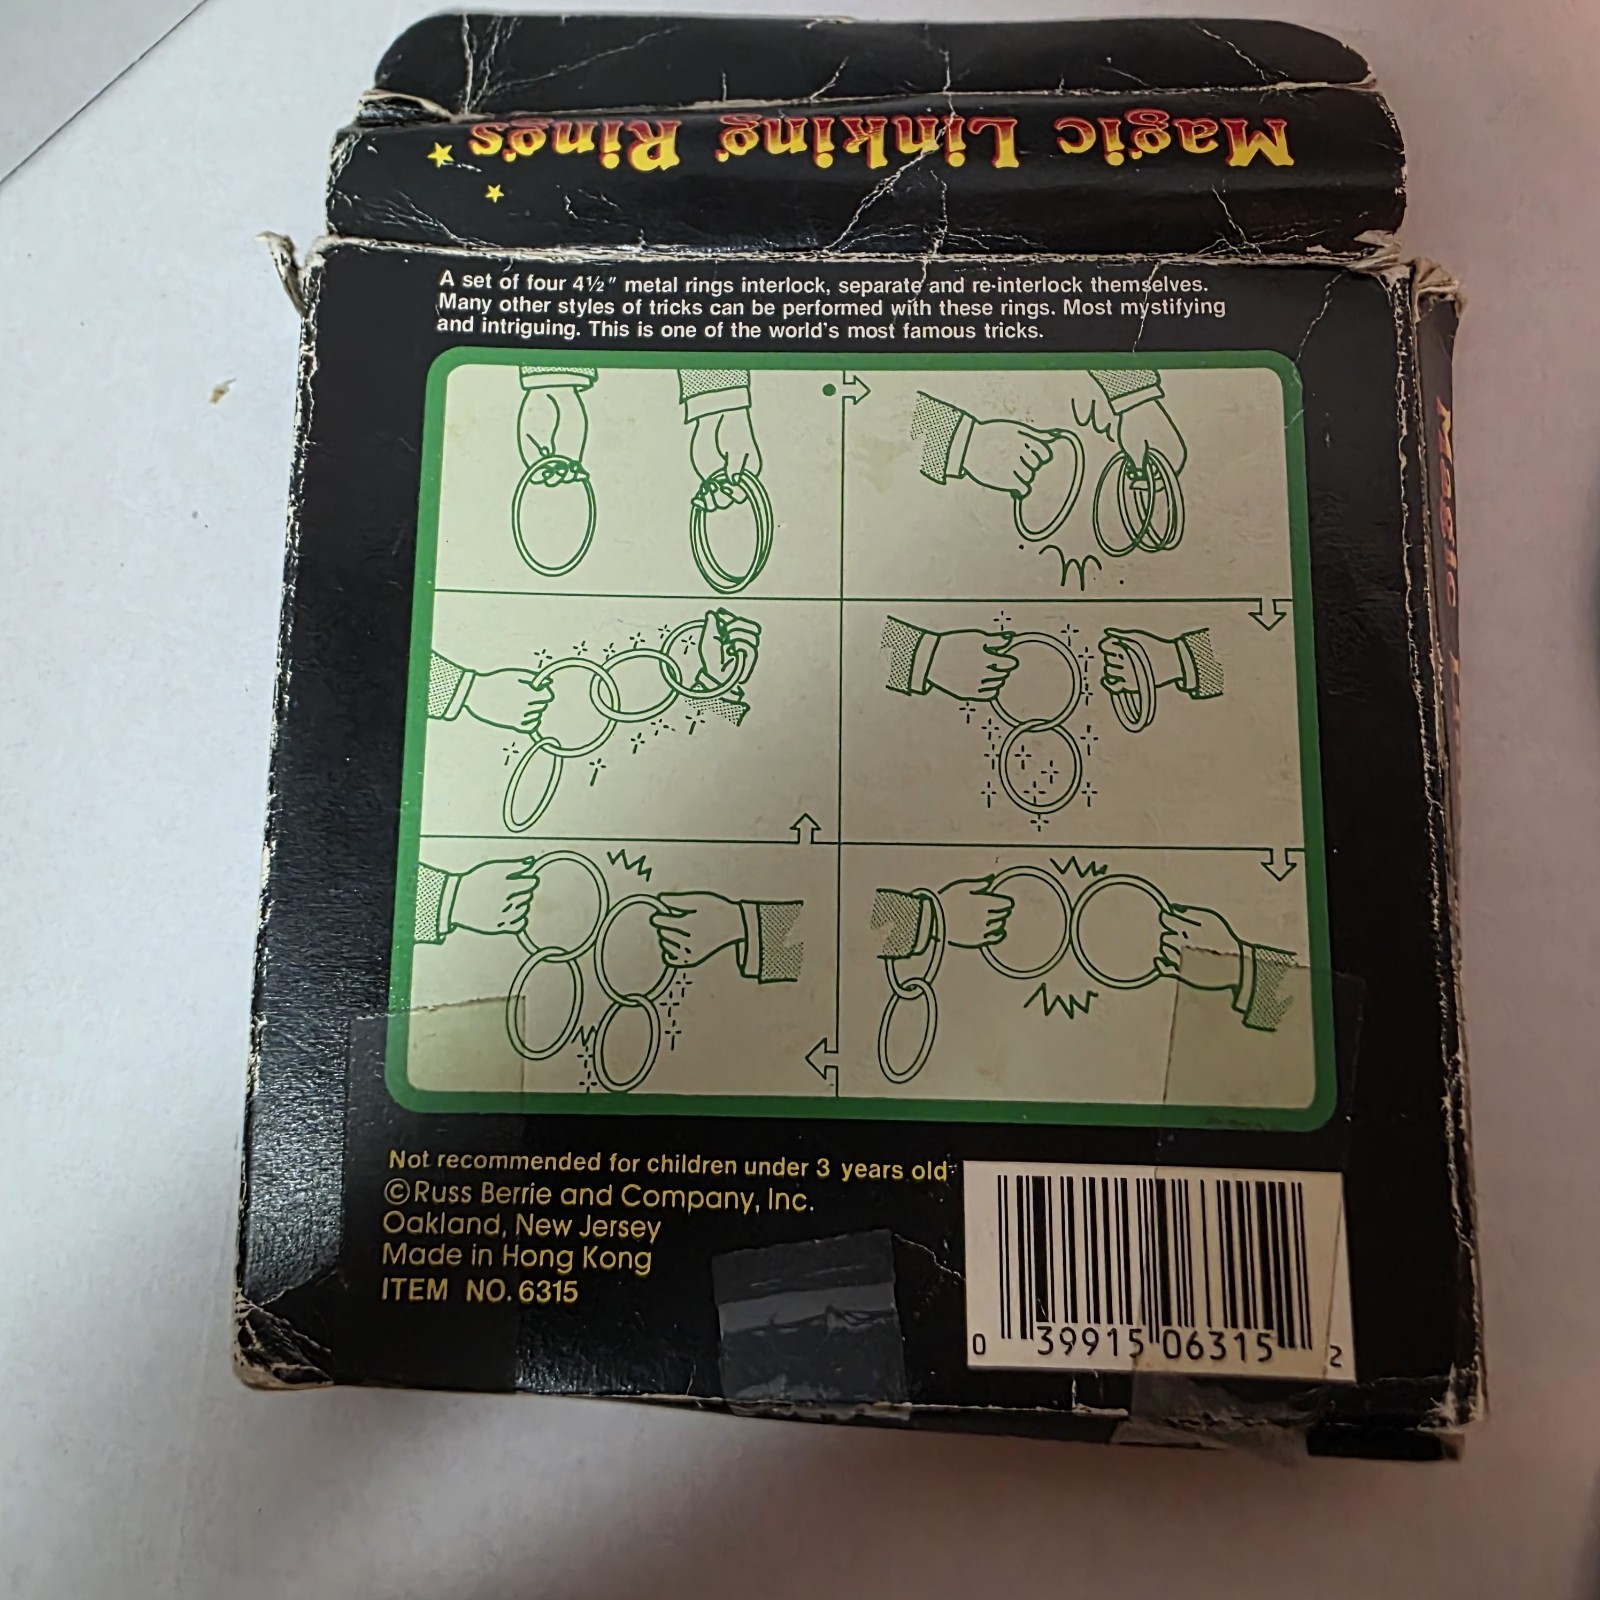 Magic Linking Rings
A set of four 4½" metal rings interlock, separate and re-interlock themselves.
Many other styles of tricks can be performed with these rings. Most mystifying
and intriguing. This is one of the world's most famous tricks.
Not recommended for children under 3 years old.
©Russ Berrie and Company, Inc.
Oakland, New Jersey
Made in Hong Kong
ITEM NO. 6315
0 39915 06315 2
Magic